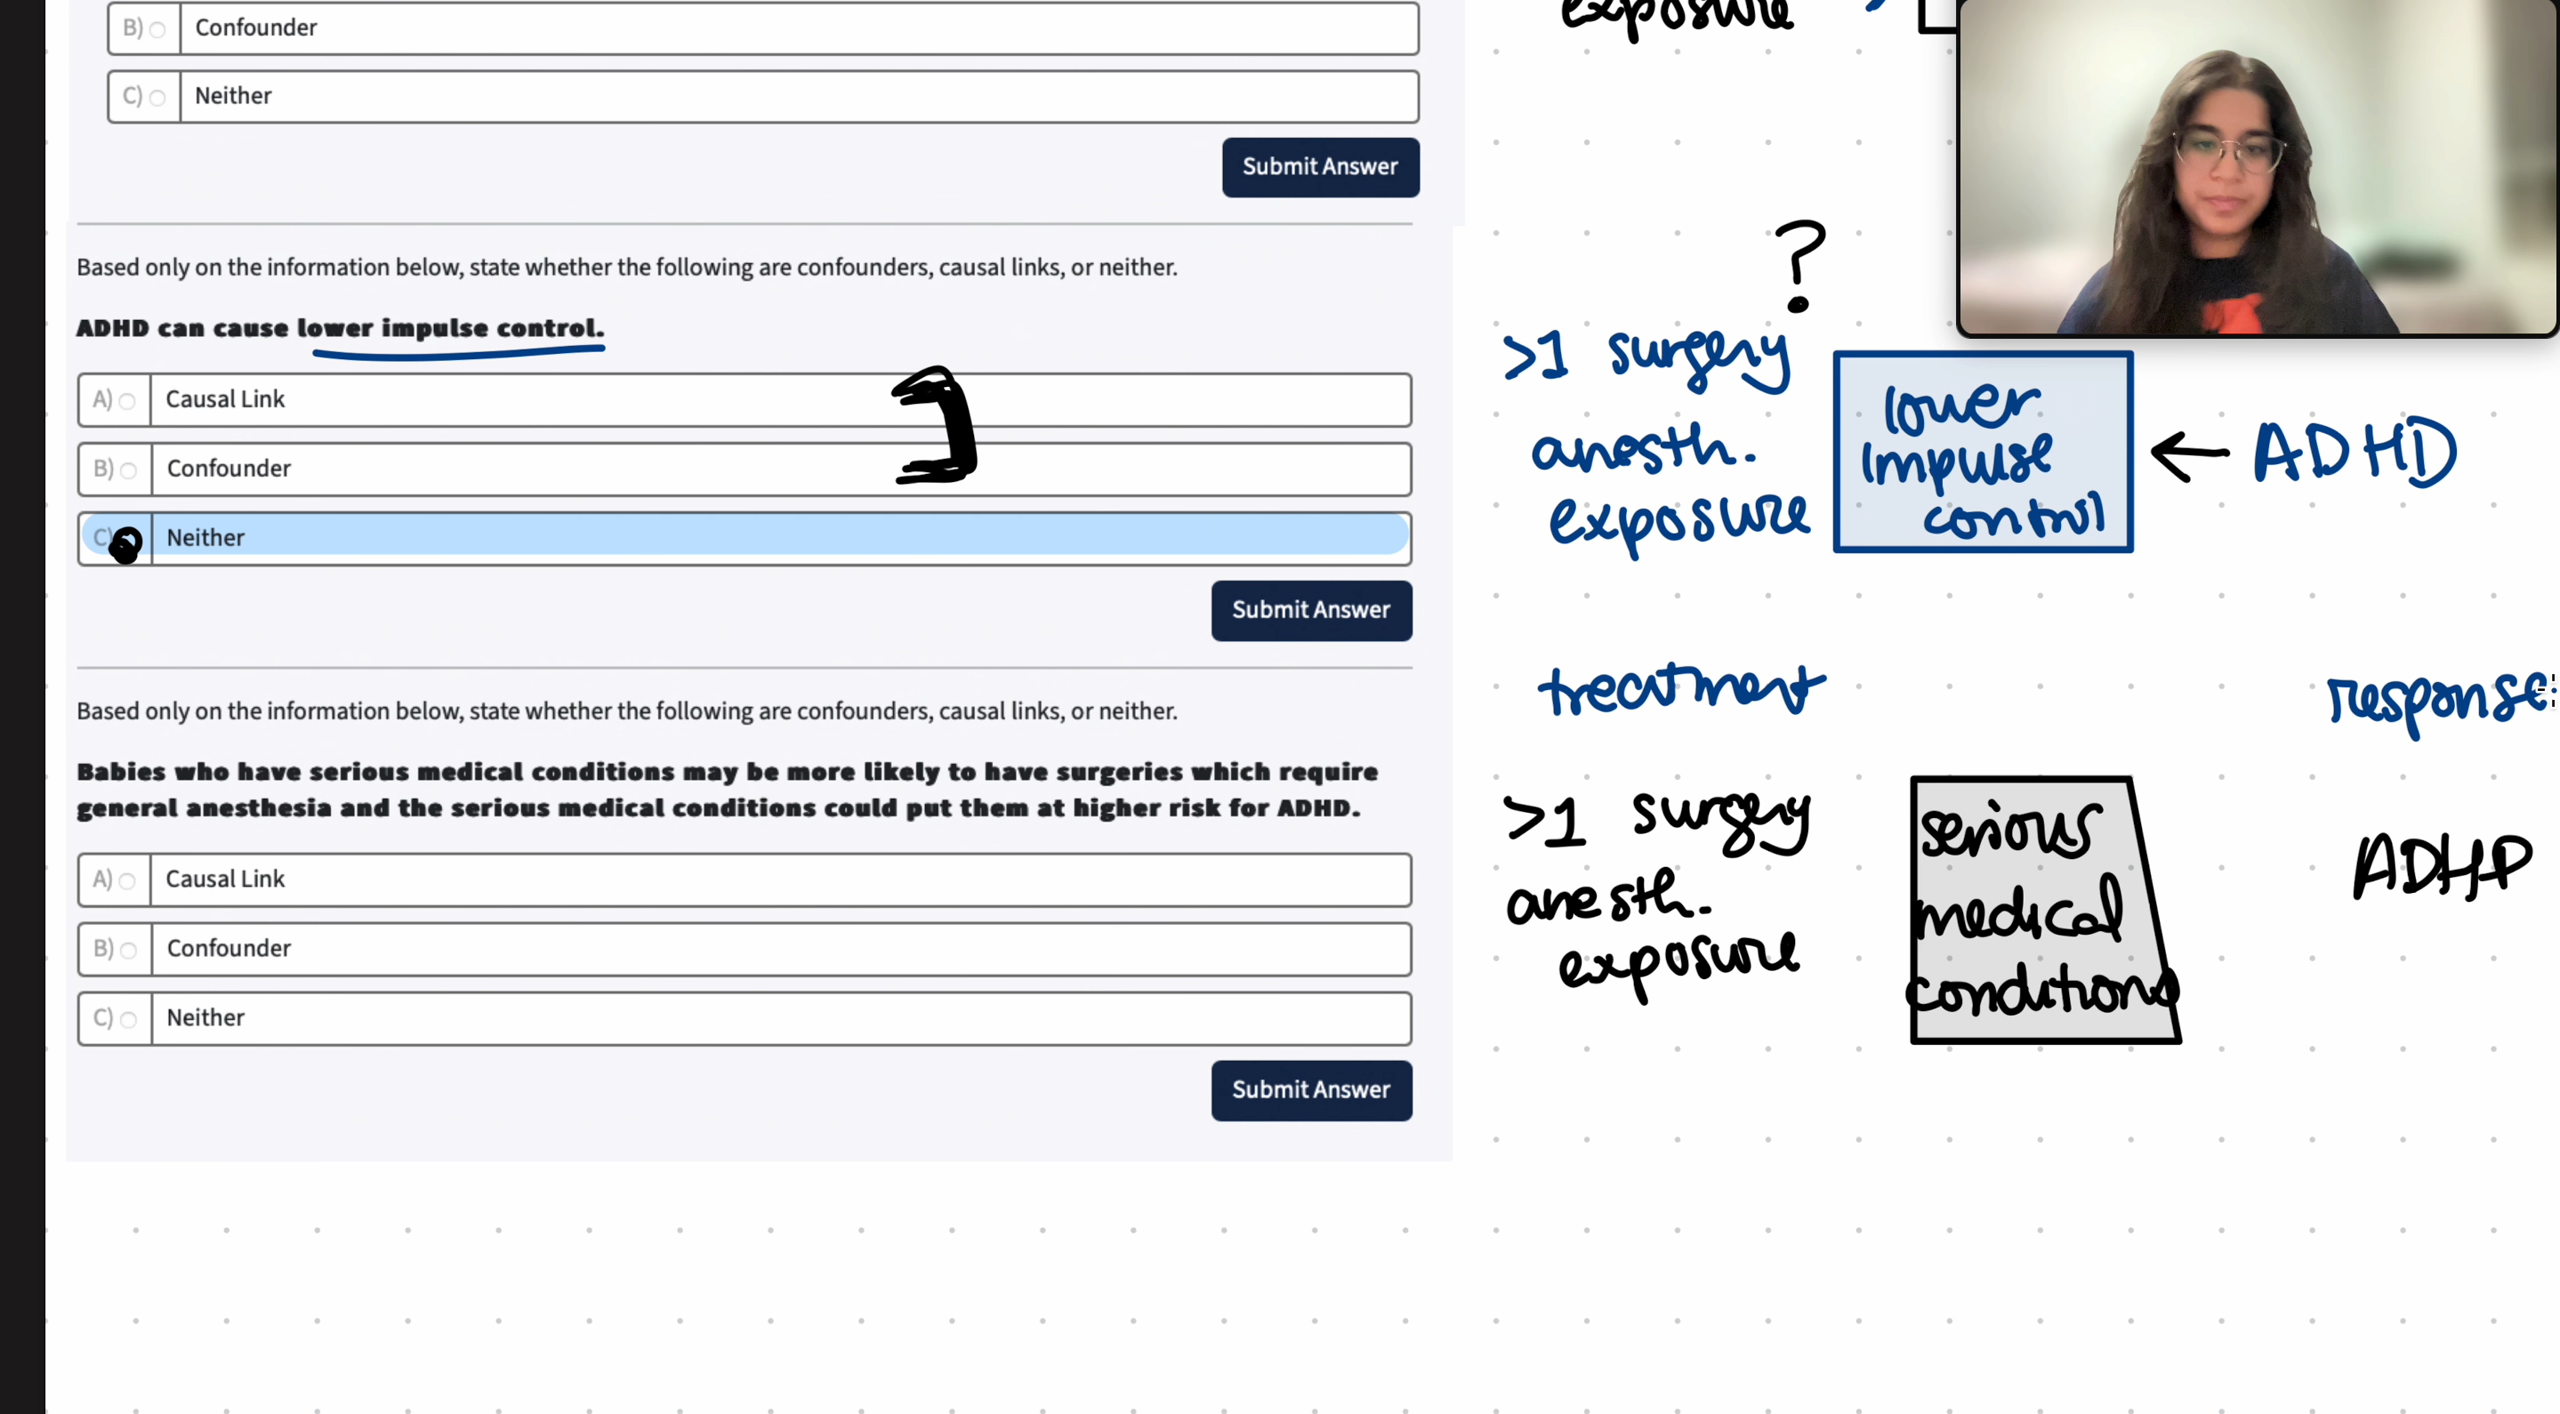 B) Confounder
C) Neither
Submit Answer
Based only on the information below, state whether the following are confounders, causal links, or neither.
ADHD can cause lower impulse control.
A) Causal Link
B) Confounder
C) Neither
Submit Answer
Based only on the information below, state whether the following are confounders, causal links, or neither.
Babies who have serious medical conditions may be more likely to have surgeries which require
general anesthesia and the serious medical conditions could put them at higher risk for ADHD.
A) Causal Link
B) Confounder
C) Neither
Submit Answer
exposure
?
>1 surgery
anesth.
exposure
lower
impulse
control
← ADHD
treatment
response
>1 surgery
anesth.
exposure
serious
medical
conditions
ADHD